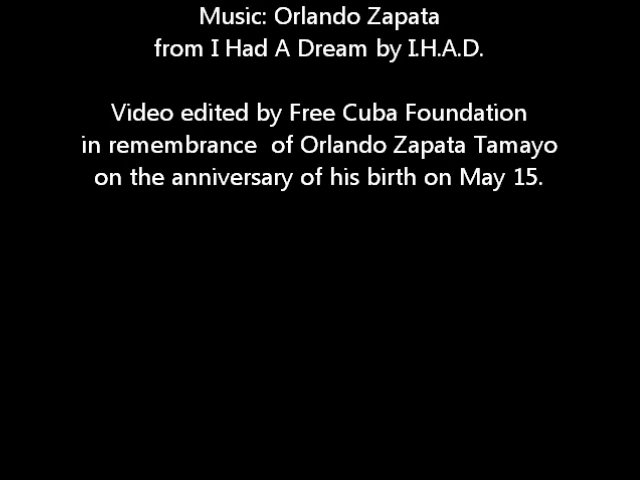 Music: Orlando Zapata
from I Had A Dream by I.H.A.D.
Video edited by Free Cuba Foundation
in remembrance  of Orlando Zapata Tamayo
on the anniversary of his birth on May 15.